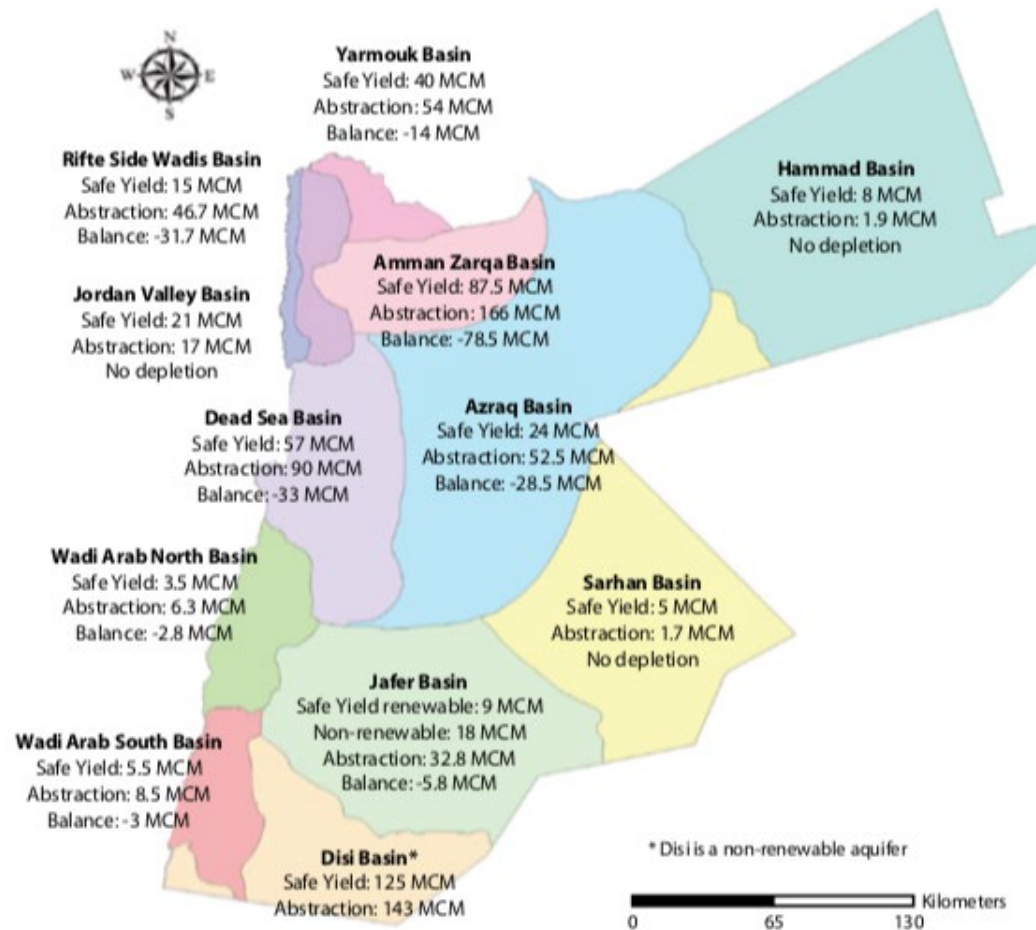 N
W E
S
Yarmouk Basin
Safe Yield: 40 MCM
Abstraction: 54 MCM
Balance: -14 MCM
Rifte Side Wadis Basin
Safe Yield: 15 MCM
Abstraction: 46.7 MCM
Balance: -31.7 MCM
Hammad Basin
Safe Yield: 8 MCM
Abstraction: 1.9 MCM
No depletion
Amman Zarqa Basin
Safe Yield: 87.5 MCM
Abstraction: 166 MCM
Balance: -78.5 MCM
Jordan Valley Basin
Safe Yield: 21 MCM
Abstraction: 17 MCM
No depletion
Dead Sea Basin
Safe Yield: 57 MCM
Abstraction: 90 MCM
Balance: -33 MCM
Azraq Basin
Safe Yield: 24 MCM
Abstraction: 52.5 MCM
Balance: -28.5 MCM
Wadi Arab North Basin
Safe Yield: 3.5 MCM
Abstraction: 6.3 MCM
Balance: -2.8 MCM
Sarhan Basin
Safe Yield: 5 MCM
Abstraction: 1.7 MCM
No depletion
Jafer Basin
Safe Yield renewable: 9 MCM
Non-renewable: 18 MCM
Abstraction: 32.8 MCM
Balance: -5.8 MCM
Wadi Arab South Basin
Safe Yield: 5.5 MCM
Abstraction: 8.5 MCM
Balance: -3 MCM
Disi Basin*
Safe Yield: 125 MCM
Abstraction: 143 MCM
* Disi is a non-renewable aquifer
Kilometers
0 65 130